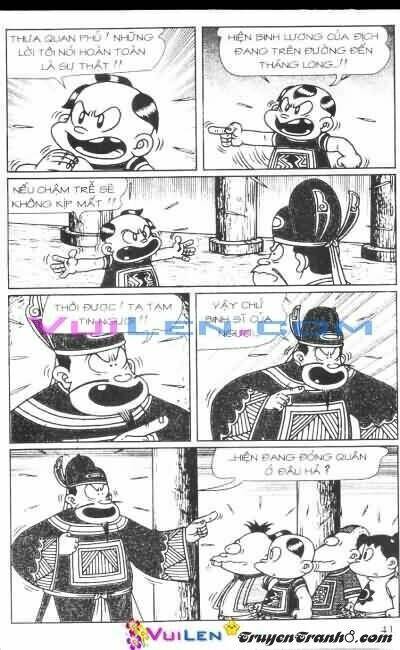 THƯA QUAN PHỦ! NHỮNG
LỜI TÔI NÓI HOÀN TOÀN
LÀ SỰ THẬT!!
HIỆN BINH LƯƠNG CỦA ĐỊCH
ĐANG TRÊN ĐƯỜNG ĐẾN
THĂNG LONG..!!
NẾU CHẬM TRỄ SẼ
KHÔNG KỊP MẤT!!
THÔI ĐƯỢC! TA TẠM
TIN NGƯƠI!!
VẬY CHỨ
BINH SĨ CỦA
NGƯƠI...
VUILEN.COM
...HIỆN ĐANG ĐÓNG QUÂN
Ở ĐÂU HẢ?
41
VUILEN
TruyenTranh8.com